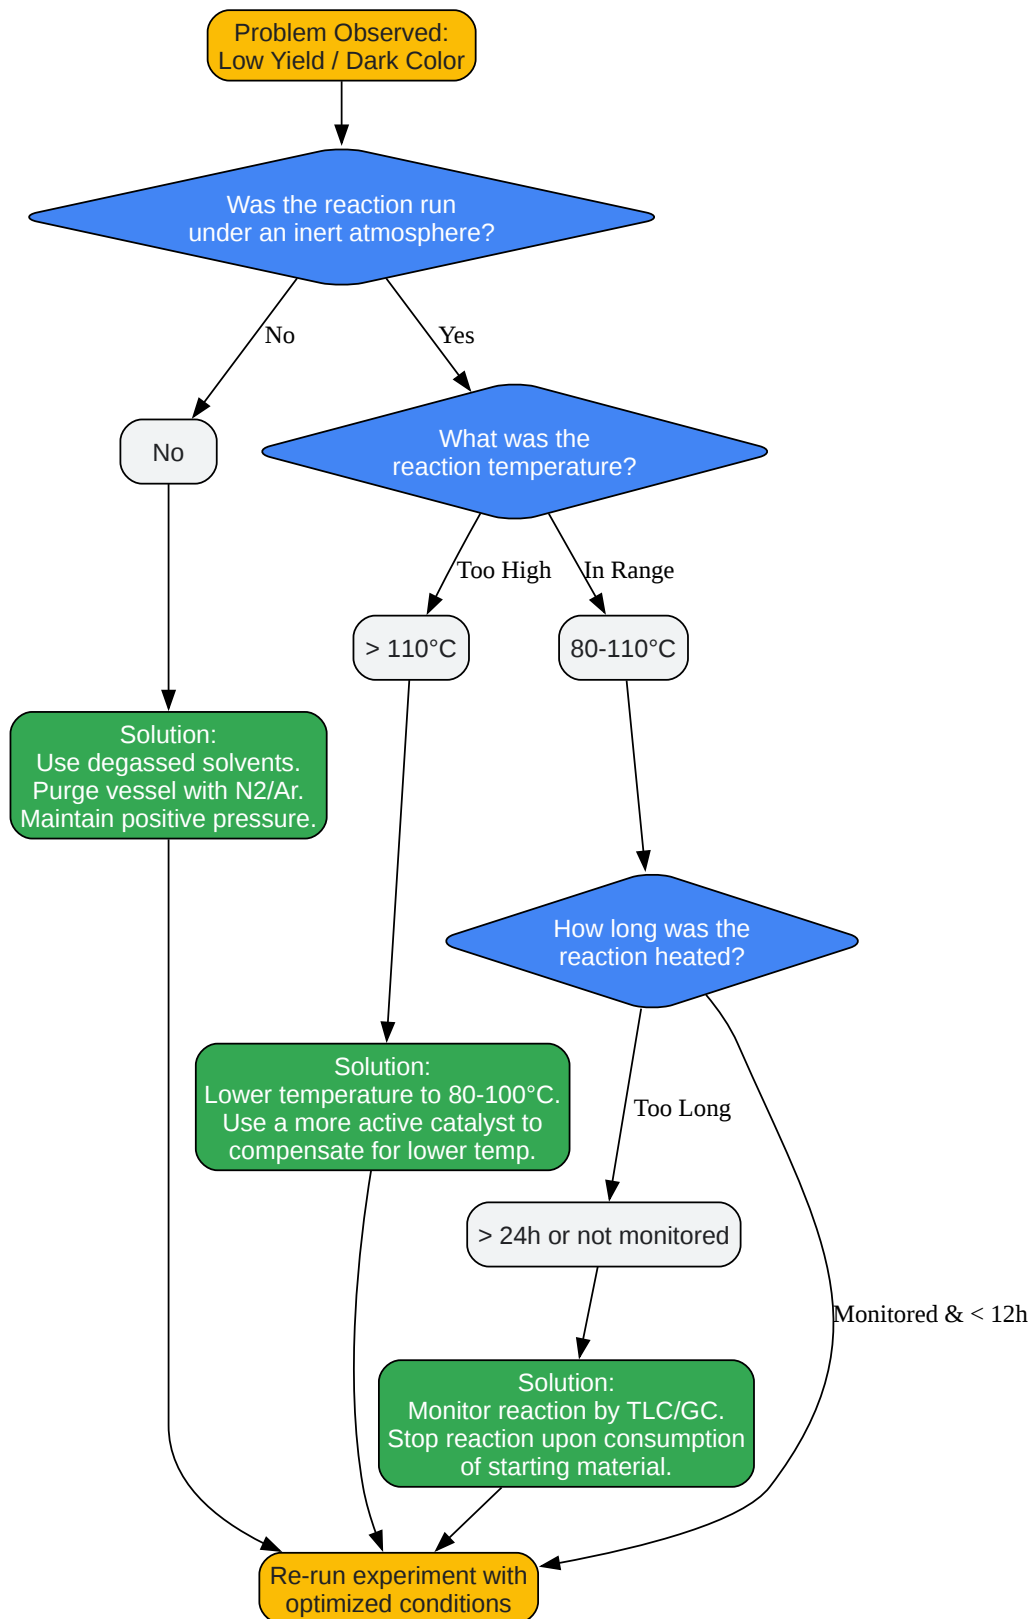 Problem Observed:
Low Yield / Dark Color
Was the reaction run
under an inert atmosphere?
No
Yes
No
What was the
reaction temperature?
Too High
In Range
> 110°C
80-110°C
Solution:
Use degassed solvents.
Purge vessel with N2/Ar.
Maintain positive pressure.
How long was the
reaction heated?
Solution:
Lower temperature to 80-100°C.
Use a more active catalyst to
compensate for lower temp.
Too Long
> 24h or not monitored
Monitored & < 12h
Solution:
Monitor reaction by TLC/GC.
Stop reaction upon consumption
of starting material.
Re-run experiment with
optimized conditions